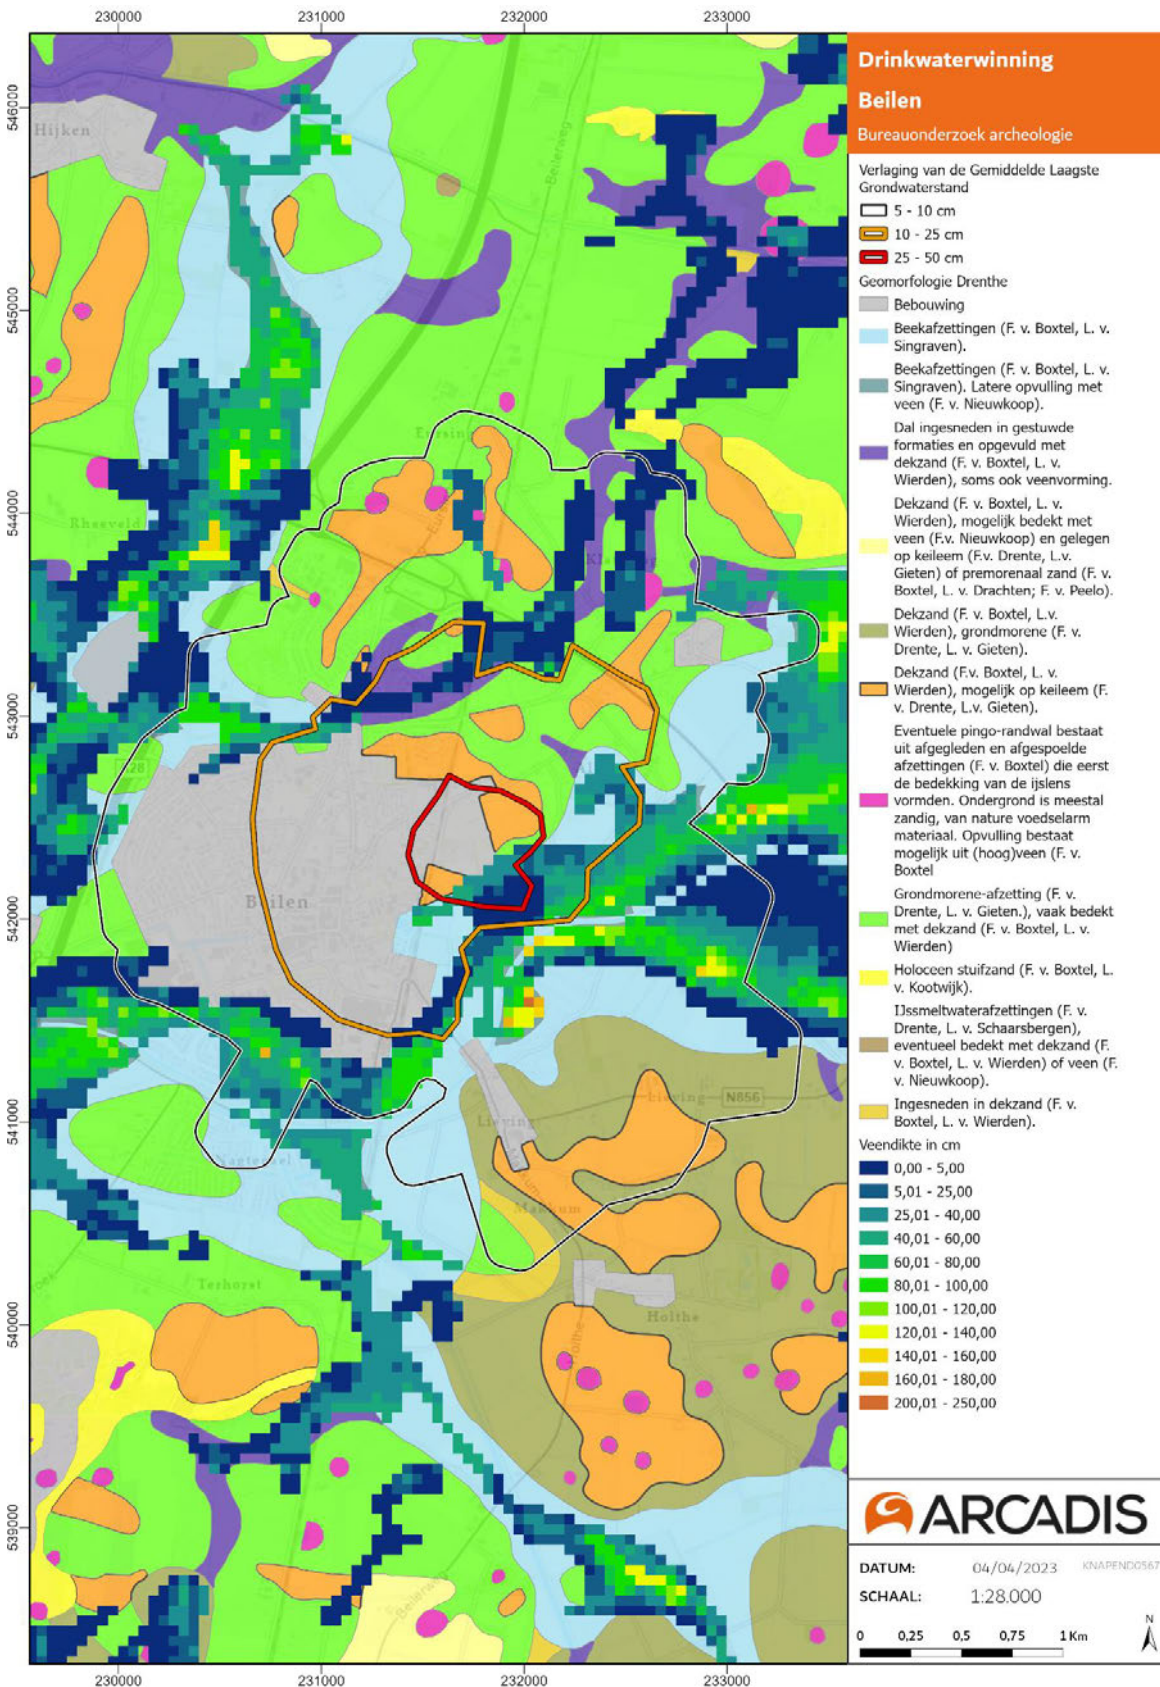 230000
231000
232000
233000
546000
545000
544000
543000
542000
541000
540000
539000
Hijken
Beilerweg
Eursing
Beilen
Lieving
N856
Makkum
Terhorst
Holthe
Holthe
Beilerweg
230000
231000
232000
233000
Drinkwaterwinning
Beilen
Bureauonderzoek archeologie
Verlaging van de Gemiddelde Laagste
Grondwaterstand
5 - 10 cm
10 - 25 cm
25 - 50 cm
Geomorfologie Drenthe
Bebouwing
Beekafzettingen (F. v. Boxtel, L. v.
Singraven).
Beekafzettingen (F. v. Boxtel, L. v.
Singraven). Latere opvulling met
veen (F. v. Nieuwkoop).
Dal ingesneden in gestuwde
formaties en opgevuld met
dekzand (F. v. Boxtel, L. v.
Wierden), soms ook veenvorming.
Dekzand (F. v. Boxtel, L. v.
Wierden), mogelijk bedekt met
veen (F.v. Nieuwkoop) en gelegen
op keileem (F.v. Drente, L.v.
Gieten) of premorenaal zand (F. v.
Boxtel, L. v. Drachten; F. v. Peelo).
Dekzand (F. v. Boxtel, L.v.
Wierden), grondmorene (F. v.
Drente, L. v. Gieten).
Dekzand (F.v. Boxtel, L. v.
Wierden), mogelijk op keileem (F.
v. Drente, L.v. Gieten).
Eventuele pingo-randwal bestaat
uit afgegleden en afgespoelde
afzettingen (F. v. Boxtel) die eerst
de bedekking van de ijslens
vormden. Ondergrond is meestal
zandig, van nature voedselarm
materiaal. Opvulling bestaat
mogelijk uit (hoog)veen (F. v.
Boxtel
Grondmorene-afzetting (F. v.
Drente, L. v. Gieten.), vaak bedekt
met dekzand (F. v. Boxtel, L. v.
Wierden)
Holoceen stuifzand (F. v. Boxtel, L.
v. Kootwijk).
IJssmeltwaterafzettingen (F. v.
Drente, L. v. Schaarsbergen),
eventueel bedekt met dekzand (F.
v. Boxtel, L. v. Wierden) of veen (F.
v. Nieuwkoop).
Ingesneden in dekzand (F. v.
Boxtel, L. v. Wierden).
Veendikte in cm
0,00 - 5,00
5,01 - 25,00
25,01 - 40,00
40,01 - 60,00
60,01 - 80,00
80,01 - 100,00
100,01 - 120,00
120,01 - 140,00
140,01 - 160,00
160,01 - 180,00
200,01 - 250,00
ARCADIS
DATUM: 04/04/2023 KNAPEND0567
SCHAAL: 1:28.000
0 0,25 0,5 0,75 1 Km
N